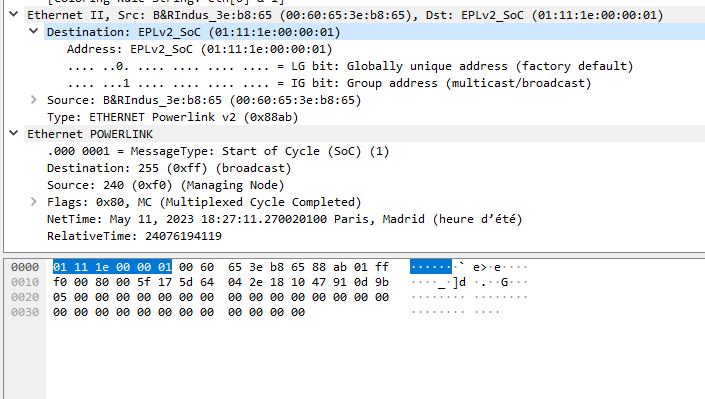 Ethernet II, Src: B&RIndus_3e:b8:65 (00:60:65:3e:b8:65), Dst: EPLv2_SoC (01:11:1e:00:00:01)
Destination: EPLv2_SoC (01:11:1e:00:00:01)
Address: EPLv2_SoC (01:11:1e:00:00:01)
.... ..0. .... .... .... .... = LG bit: Globally unique address (factory default)
.... ...1 .... .... .... .... = IG bit: Group address (multicast/broadcast)
Source: B&RIndus_3e:b8:65 (00:60:65:3e:b8:65)
Type: ETHERNET Powerlink v2 (0x88ab)
Ethernet POWERLINK
.000 0001 = MessageType: Start of Cycle (SoC) (1)
Destination: 255 (0xff) (broadcast)
Source: 240 (0xf0) (Managing Node)
Flags: 0x80, MC (Multiplexed Cycle Completed)
NetTime: May 11, 2023 18:27:11.270020100 Paris, Madrid (heure d’été)
RelativeTime: 24076194119
0000 01 11 1e 00 00 01 00 60 65 3e b8 65 88 ab 01 ff ·······` e>·e····
0010 f0 00 80 00 5f 17 5d 64 04 2e 18 10 47 91 0d 9b ····_·]d ·.··G···
0020 05 00 00 00 00 00 00 00 00 00 00 00 00 00 00 00 ········ ········
0030 00 00 00 00 00 00 00 00 00 00 00 00 ········ ····